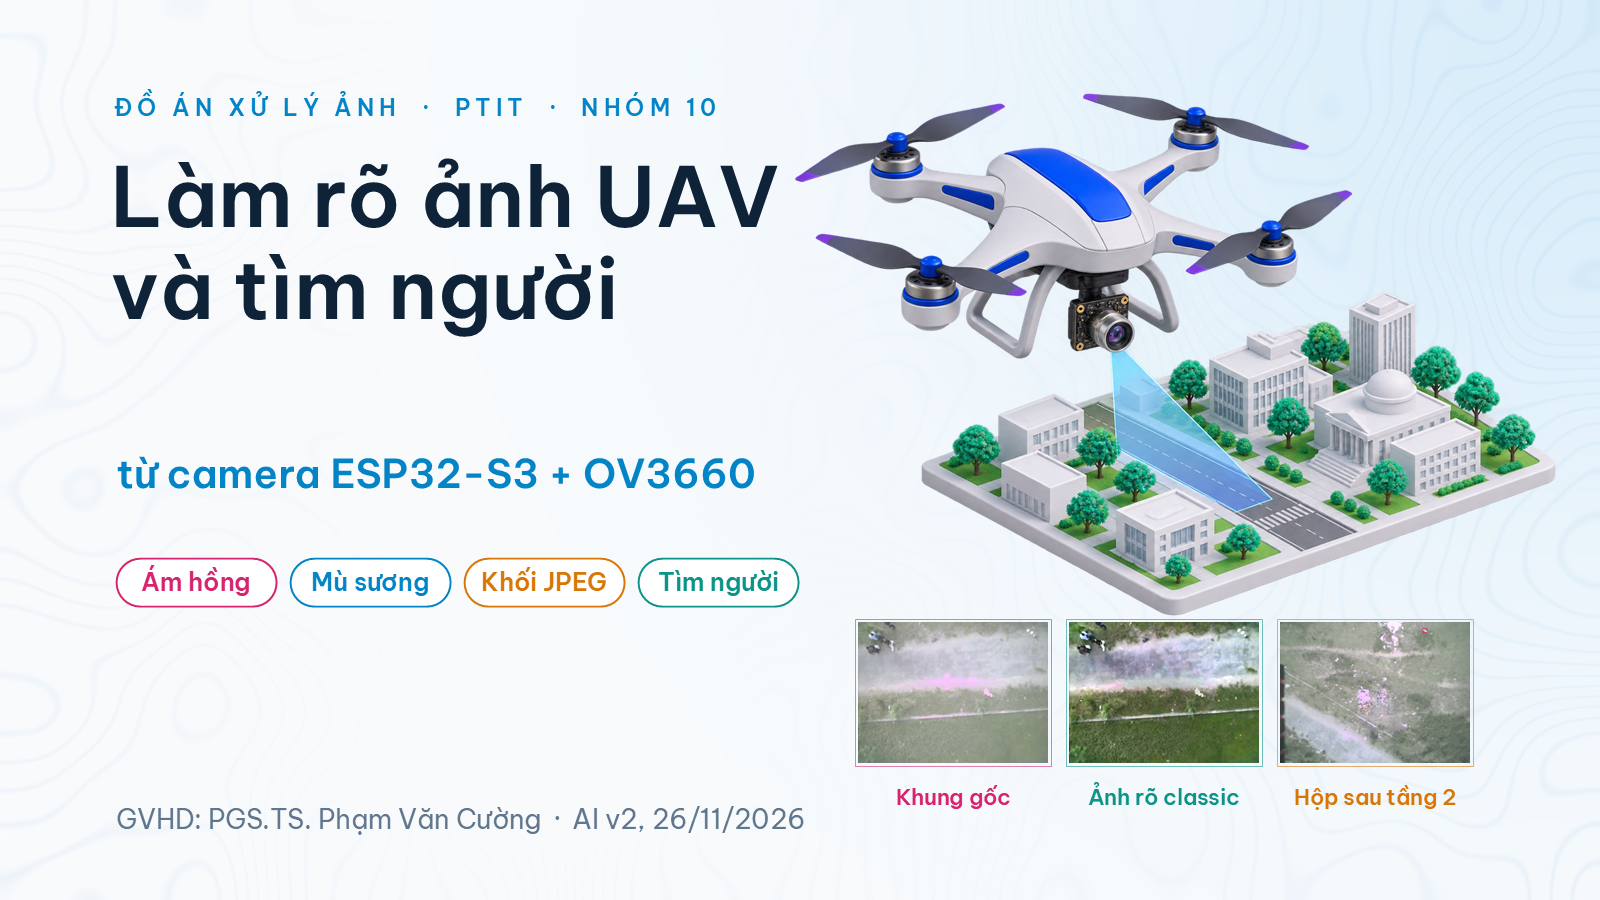 ĐỒ ÁN XỬ LÝ ẢNH · PTIT · NHÓM 10
Làm rõ ảnh UAV
và tìm người
từ camera ESP32-S3 + OV3660
Ám hồng
Mù sương
Khối JPEG
Tìm người
Khung gốc
Ảnh rõ classic
Hộp sau tầng 2
GVHD: PGS.TS. Phạm Văn Cường · AI v2, 26/11/2026